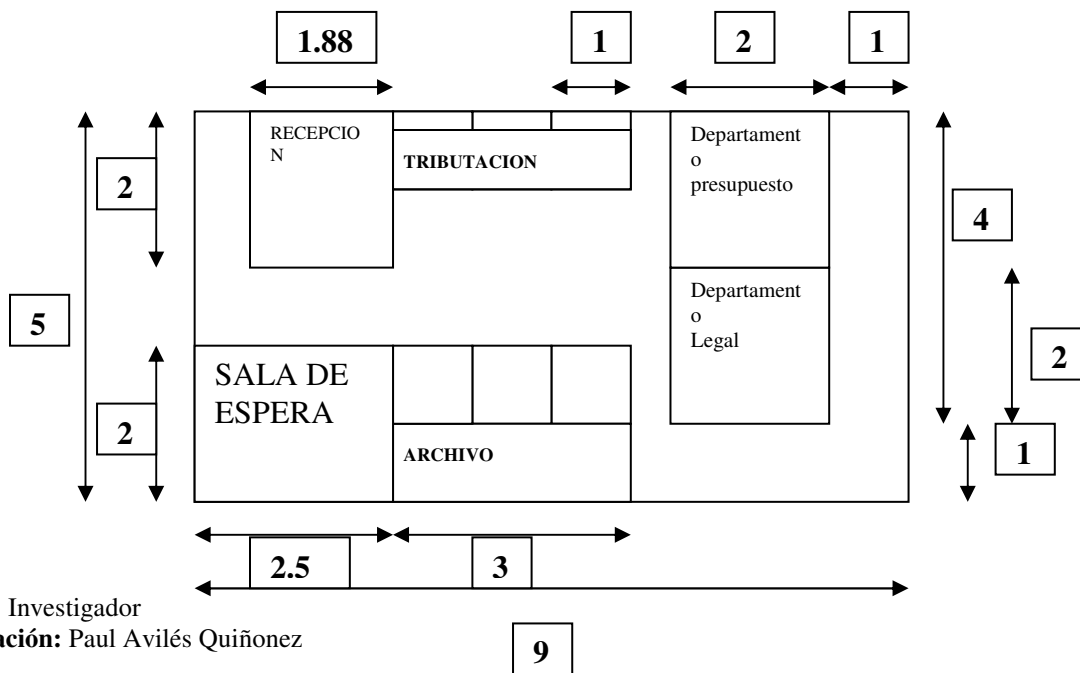 1.88
1
2
1
RECEPCIO
N
TRIBUTACION
Departament
o
presupuesto
2
4
5
Departament
o
Legal
2
SALA DE
ESPERA
2
ARCHIVO
1
2.5
3
Investigador
ación: Paul Avilés Quiñonez
9